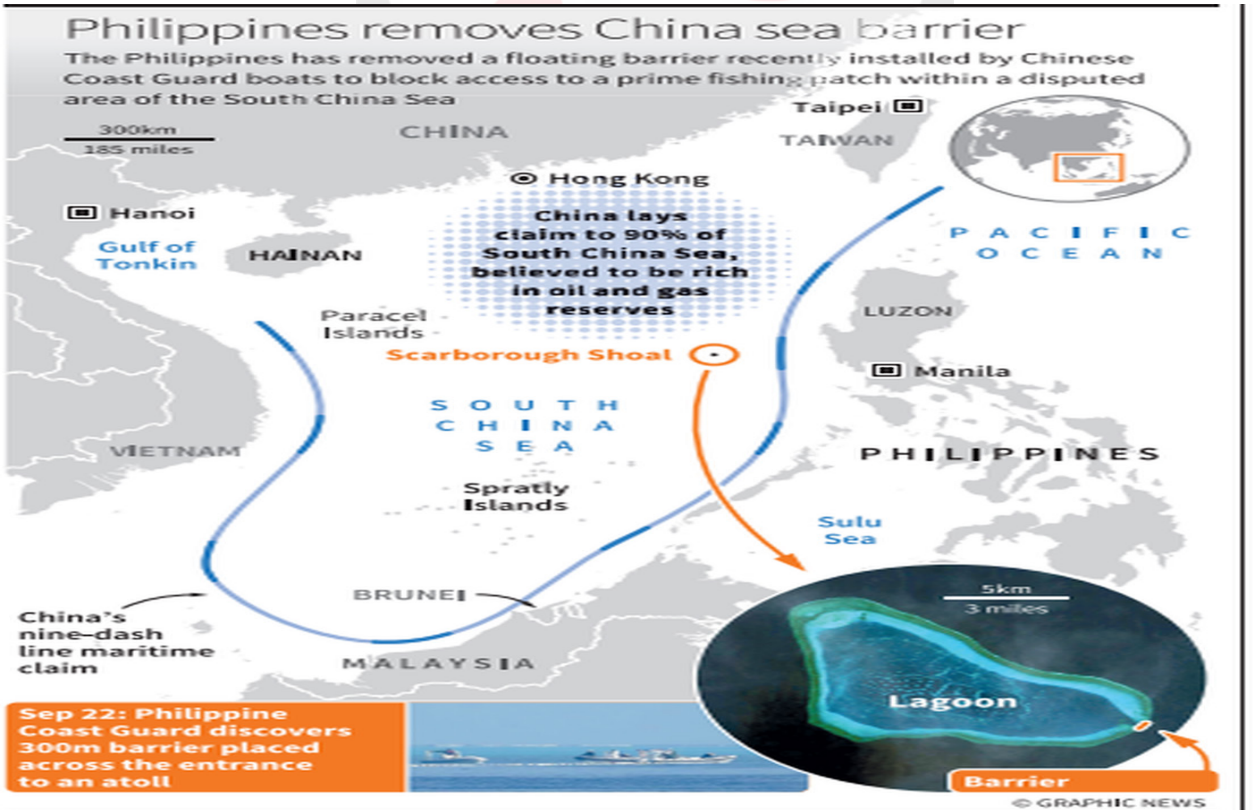 Philippines removes China sea barrier
The Philippines has removed a floating barrier recently installed by Chinese
Coast Guard boats to block access to a prime fishing patch within a disputed
area of the South China Sea
300km
185 miles
CHINA
Taipei
TAIWAN
Hong Kong
Hanoi
Gulf of
Tonkin
HAINAN
China lays
claim to 90% of
South China Sea,
believed to be rich
in oil and gas
reserves
PACIFIC
OCEAN
Paracel
Islands
LUZON
Scarborough Shoal
Manila
SOUTH
CHINA
SEA
VIETNAM
PHILIPPINES
Spratly
Islands
Sulu
Sea
BRUNEI
China's
nine-dash
line maritime
claim
MALAYSIA
5km
3 miles
Lagoon
Sep 22: Philippine
Coast Guard discovers
300m barrier placed
across the entrance
to an atoll
Barrier
© GRAPHIC NEWS